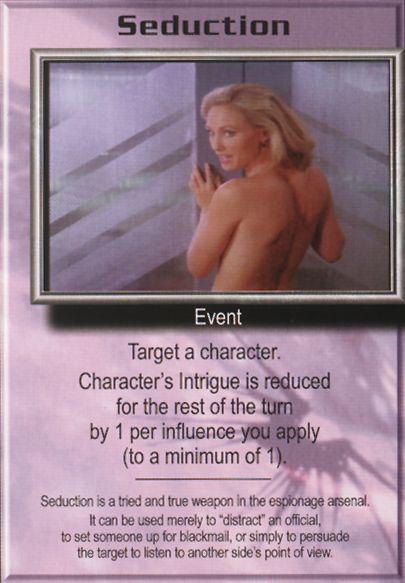 Seduction
Event
Target a character.
Character's Intrigue is reduced
for the rest of the turn
by 1 per influence you apply
(to a minimum of 1).
Seduction is a tried and true weapon in the espionage arsenal.
It can be used merely to “distract” an official,
to set someone up for blackmail, or simply to persuade
the target to listen to another side's point of view.